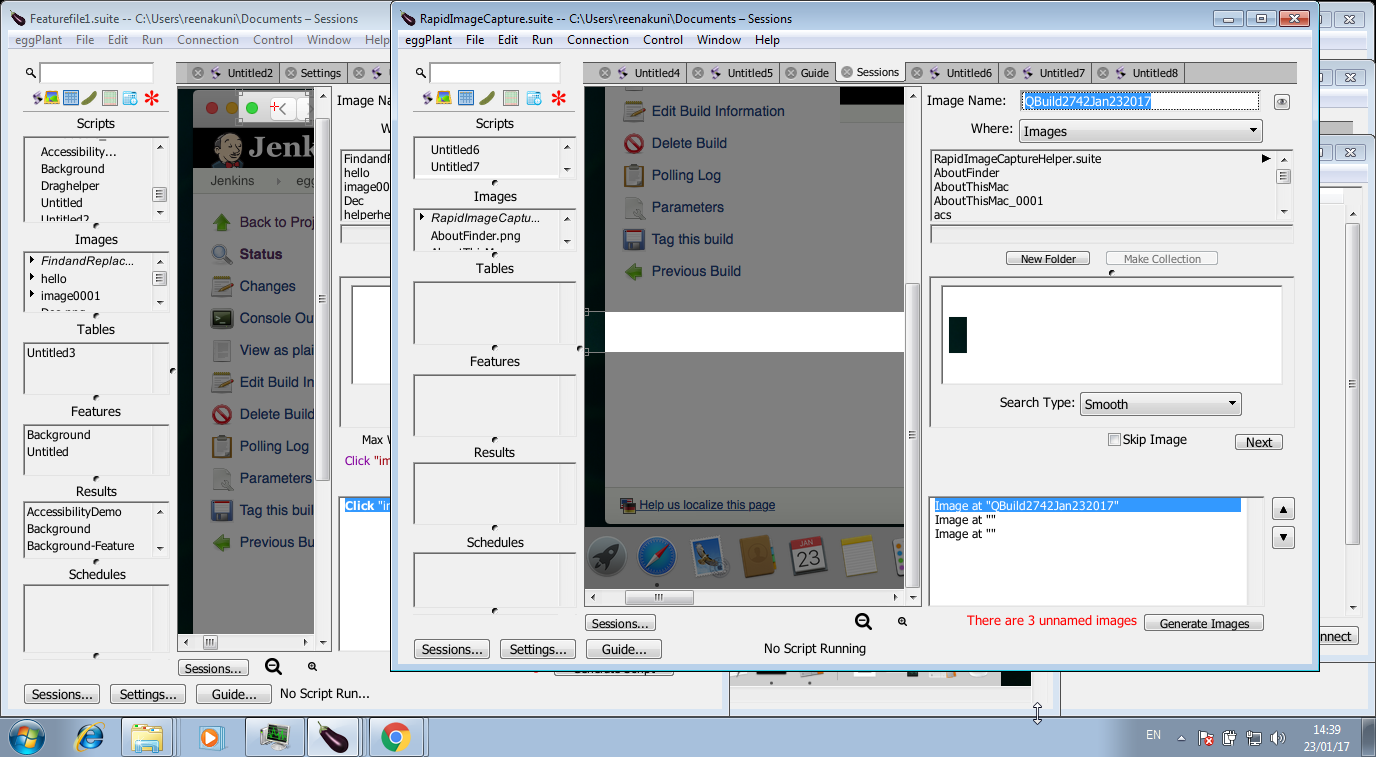 Featurefile1.suite -- C:\Users\reenakuni\Documents – Sessions
eggPlant File Edit Run Connection Control Window Help
Untitled2 Settings
Scripts
Accessibility...
Background
Draghelper
Untitled
Untitled2
Images
FindandReplac...
hello
image0001
Tables
Untitled3
Features
Background
Untitled
Results
AccessibilityDemo
Background
Background-Feature
Schedules
Sessions... Settings... Guide... No Script Run...
Jenk
Jenkins
Back to Proj
Status
Changes
Console Ou
View as plai
Edit Build In
Delete Build
Polling Log
Parameters
Tag this buil
Previous Bu
Sessions...
Image Na
W
FindandF
hello
image00
Dec
helperhe
Max W
Click "im
Click "i
RapidImageCapture.suite -- C:\Users\reenakuni\Documents – Sessions
eggPlant File Edit Run Connection Control Window Help
Untitled4 Untitled5 Guide Sessions Untitled6 Untitled7 Untitled8
Scripts
Untitled6
Untitled7
Images
RapidImageCaptu...
AboutFinder.png
Tables
Features
Results
Schedules
Sessions... Settings... Guide... No Script Running
Edit Build Information
Delete Build
Polling Log
Parameters
Tag this build
Previous Build
Help us localize this page
JAN
23
Sessions...
Image Name: QBuild2742Jan232017
Where: Images
RapidImageCaptureHelper.suite
AboutFinder
AboutThisMac
AboutThisMac_0001
acs
New Folder Make Collection
Search Type: Smooth
Skip Image Next
Image at "QBuild2742Jan232017"
Image at ""
Image at ""
There are 3 unnamed images Generate Images
nnect
EN 14:39
23/01/17